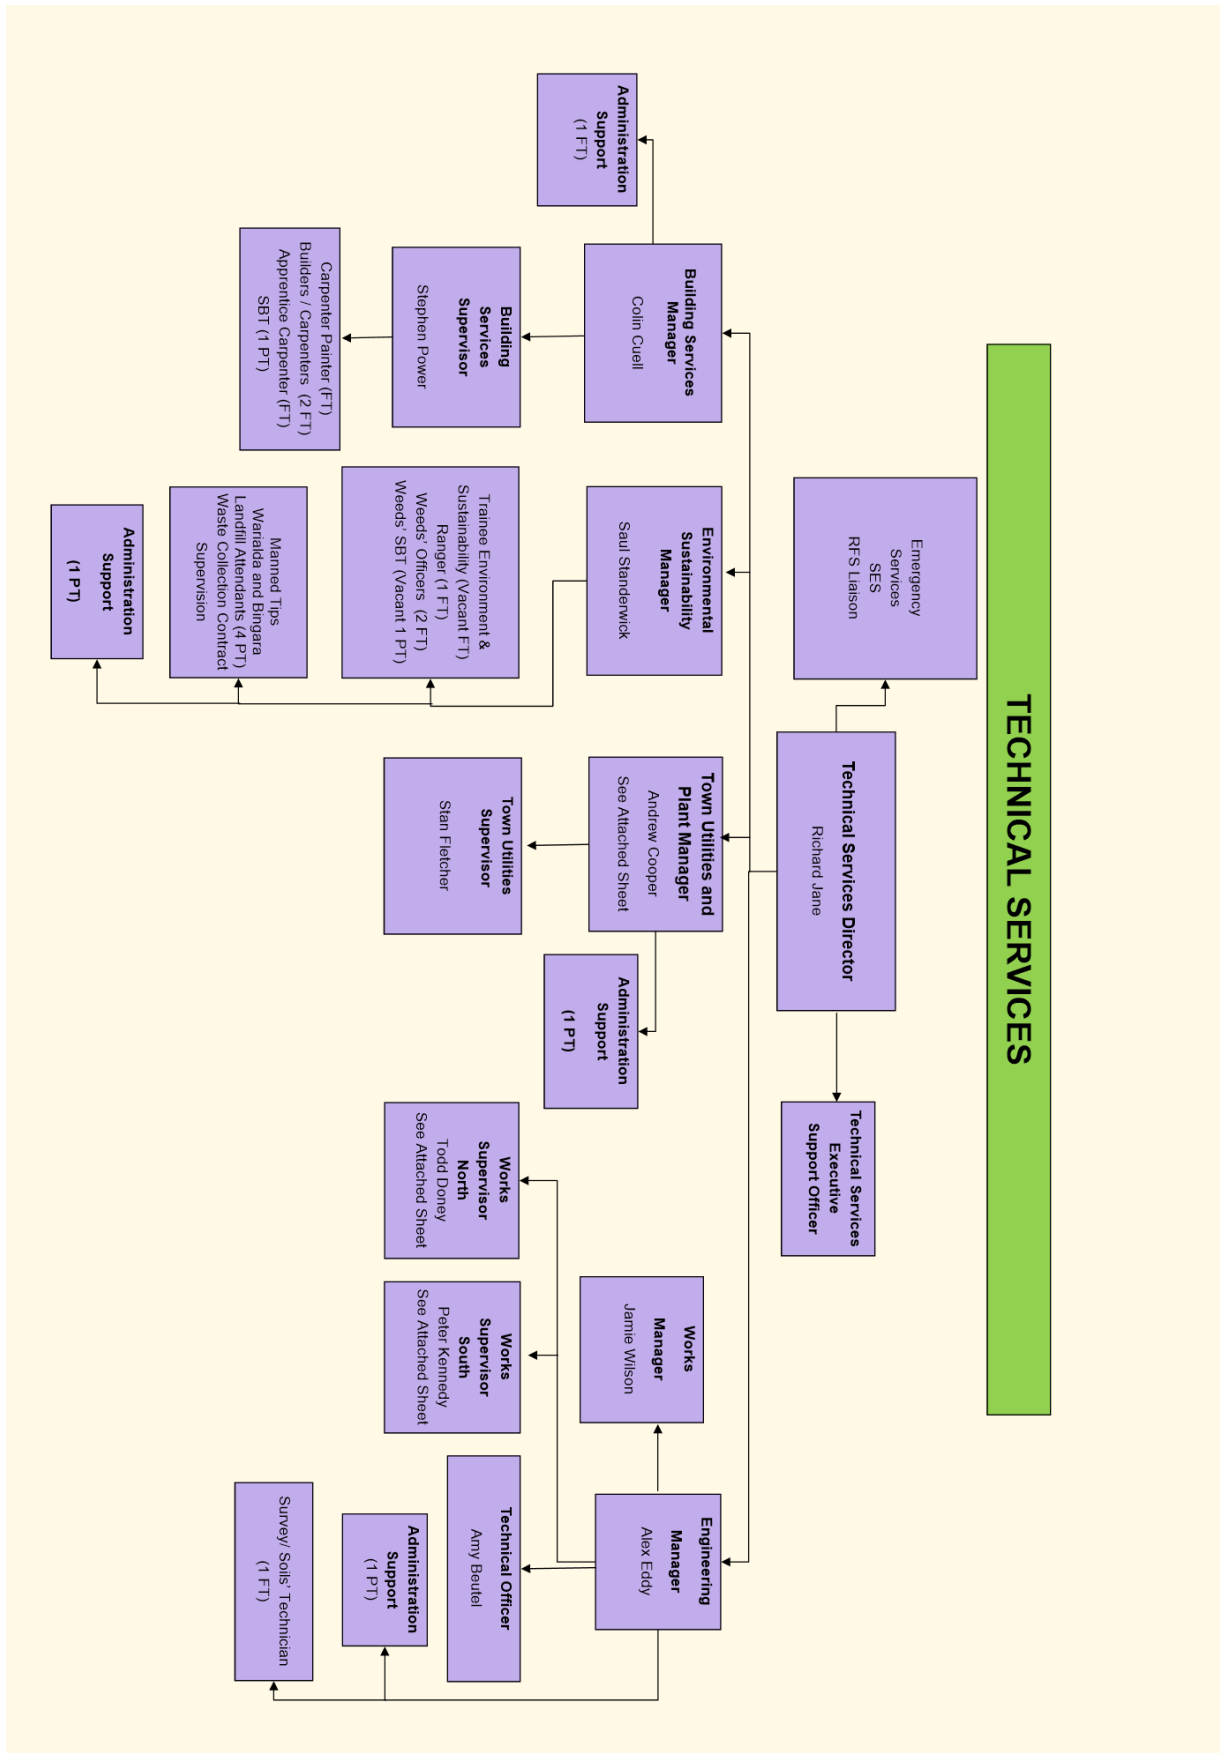 TECHNICAL SERVICES
Emergency
Services
SES
RFS Liaison
Technical Services Director
Richard Jane
Technical Services
Executive
Support Officer
Administration
Support
(1 FT)
Building Services
Manager
Colin Cuell
Environmental
Sustainability
Manager
Saul Standerwick
Town Utilities and
Plant Manager
Andrew Cooper
See Attached Sheet
Administration
Support
(1 PT)
Works
Manager
Jamie Wilson
Engineering
Manager
Alex Eddy
Building
Services
Supervisor
Stephen Power
Carpenter Painter (FT)
Builders / Carpenters (2 FT)
Apprentice Carpenter (FT)
SBT (1 PT)
Trainee Environment &
Sustainability (Vacant FT)
Ranger (1 FT)
Weeds' Officers (2 FT)
Weeds' SBT (Vacant 1 PT)
Manned Tips
Warialda and Bingara
Landfill Attendants (4 PT)
Waste Collection Contract
Supervision
Administration
Support
(1 PT)
Town Utilities
Supervisor
Stan Fletcher
Works
Supervisor
North
Todd Doney
See Attached Sheet
Works
Supervisor
South
Peter Kennedy
See Attached Sheet
Technical Officer
Amy Beutel
Administration
Support
(1 PT)
Survey/ Soils' Technician
(1 FT)